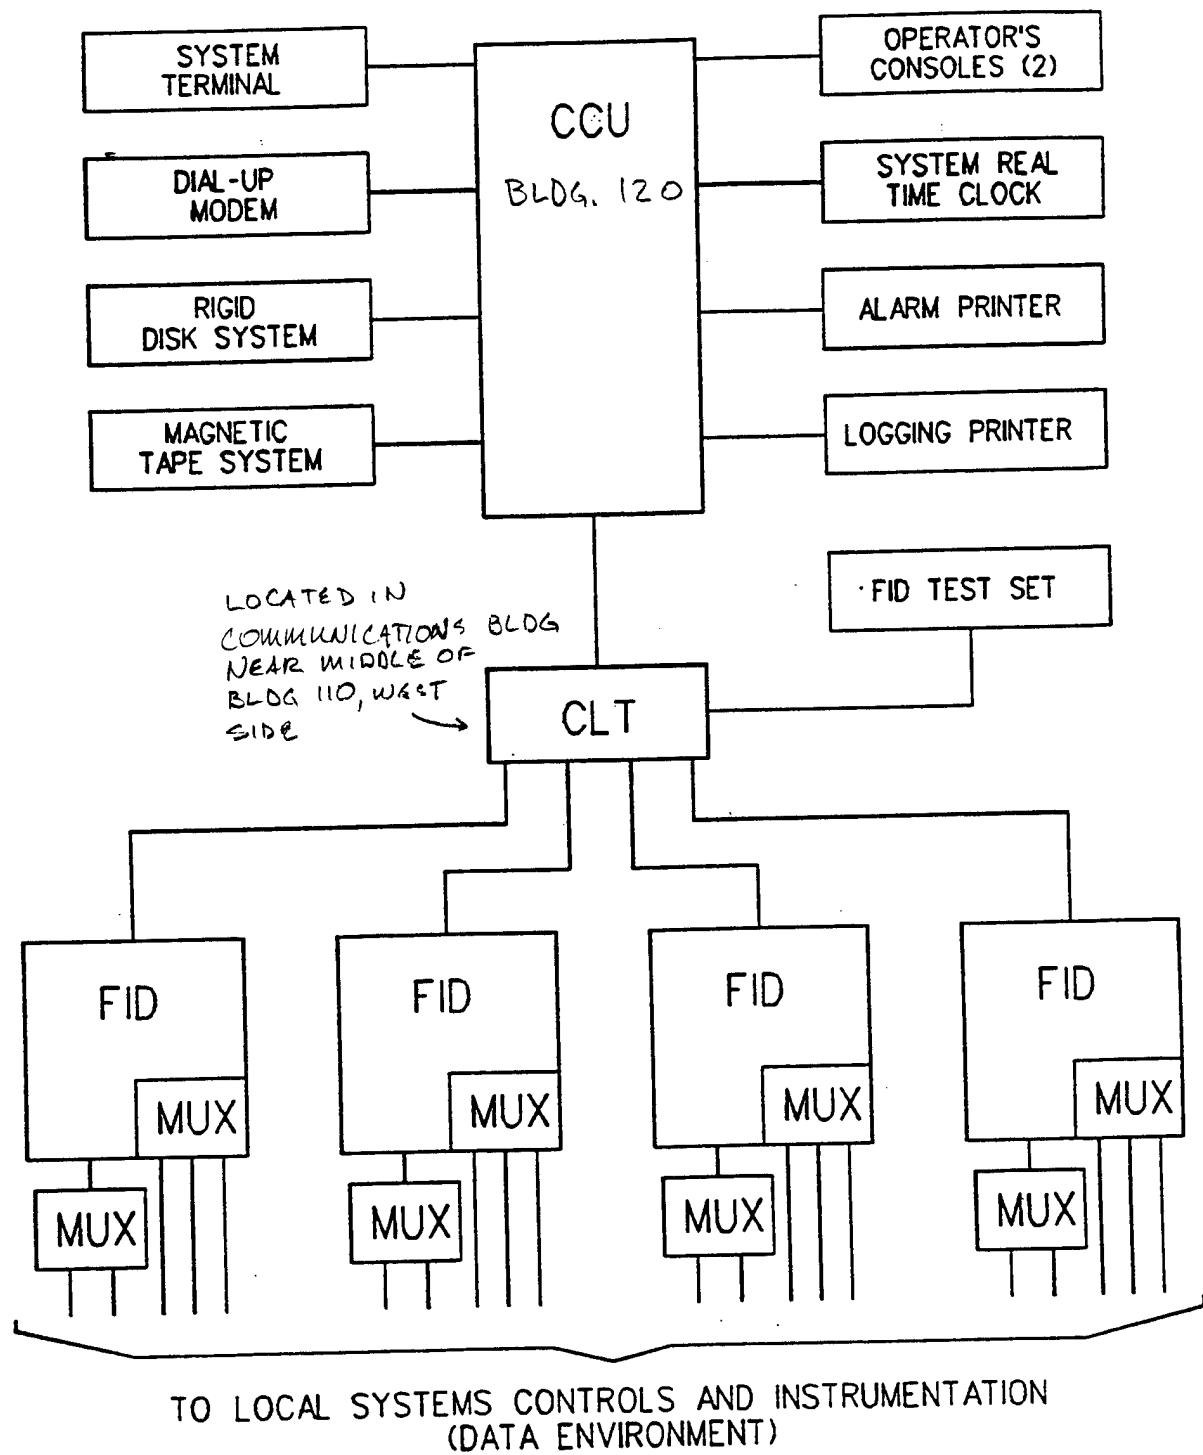 SYSTEM
TERMINAL
OPERATOR'S
CONSOLES (2)
CCU
BLDG. 120
DIAL-UP
MODEM
SYSTEM REAL
TIME CLOCK
RIGID
DISK SYSTEM
ALARM PRINTER
MAGNETIC
TAPE SYSTEM
LOGGING PRINTER
FID TEST SET
LOCATED IN
COMMUNICATIONS BLDG
NEAR MIDDLE OF
BLDG 110, WEST
SIDE
CLT
FID
MUX
MUX
FID
MUX
MUX
FID
MUX
MUX
FID
MUX
MUX
TO LOCAL SYSTEMS CONTROLS AND INSTRUMENTATION
(DATA ENVIRONMENT)